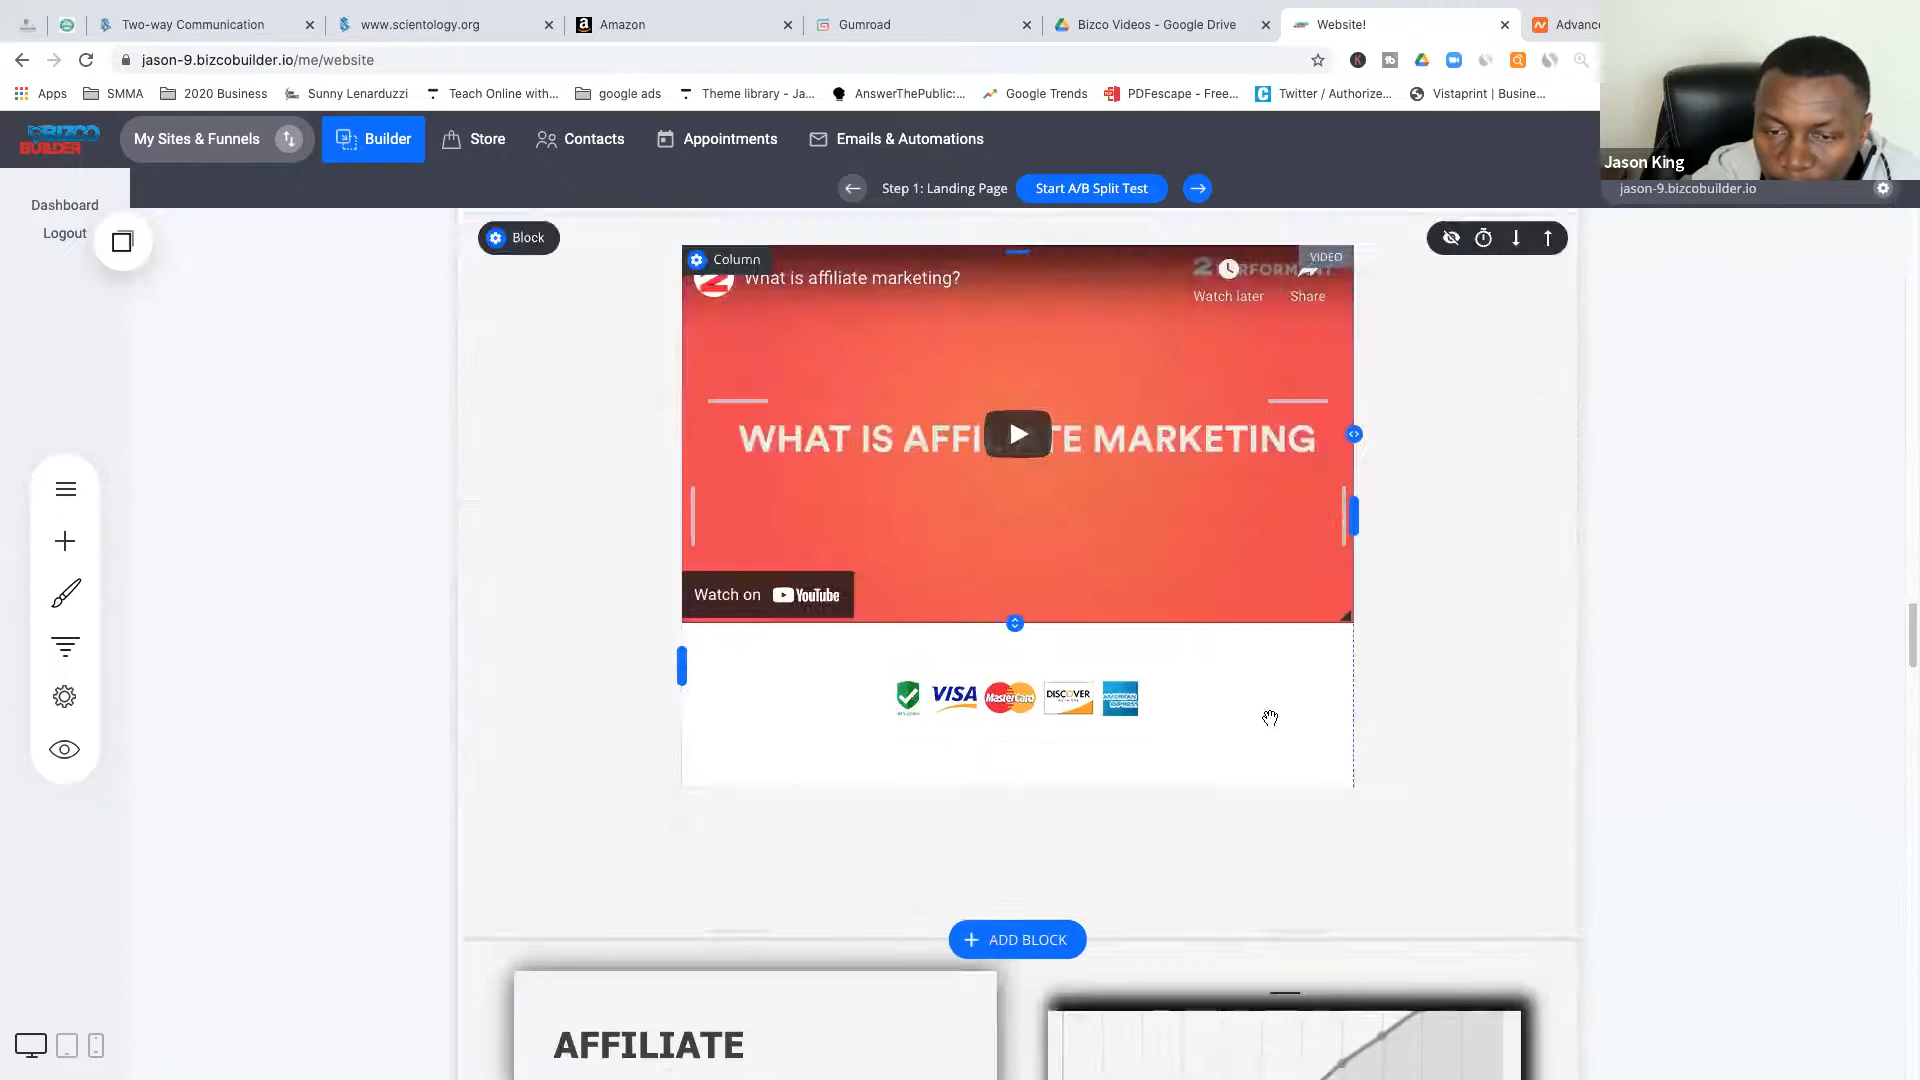 Two-way Communication
www.scientology.org
Amazon
Gumroad
Bizco Videos - Google Drive
Website!
Advanc
jason-9.bizcobuilder.io/me/website
Apps
SMMA
2020 Business
Sunny Lenarduzzi
Teach Online with...
google ads
Theme library - Ja...
AnswerThePublic:...
Google Trends
PDFescape - Free...
Twitter / Authorize...
Vistaprint | Busine...
BIZCO
BUILDER
My Sites & Funnels
Builder
Store
Contacts
Appointments
Emails & Automations
Jason King
Step 1: Landing Page
Start A/B Split Test
jason-9.bizcobuilder.io
Dashboard
Logout
Block
Column
VIDEO
What is affiliate marketing?
Watch later
Share
WHAT IS AFFI TE MARKETING
Watch on YouTube
VISA
MasterCard
DISCOVER
AMERICAN EXPRESS
+ ADD BLOCK
AFFILIATE